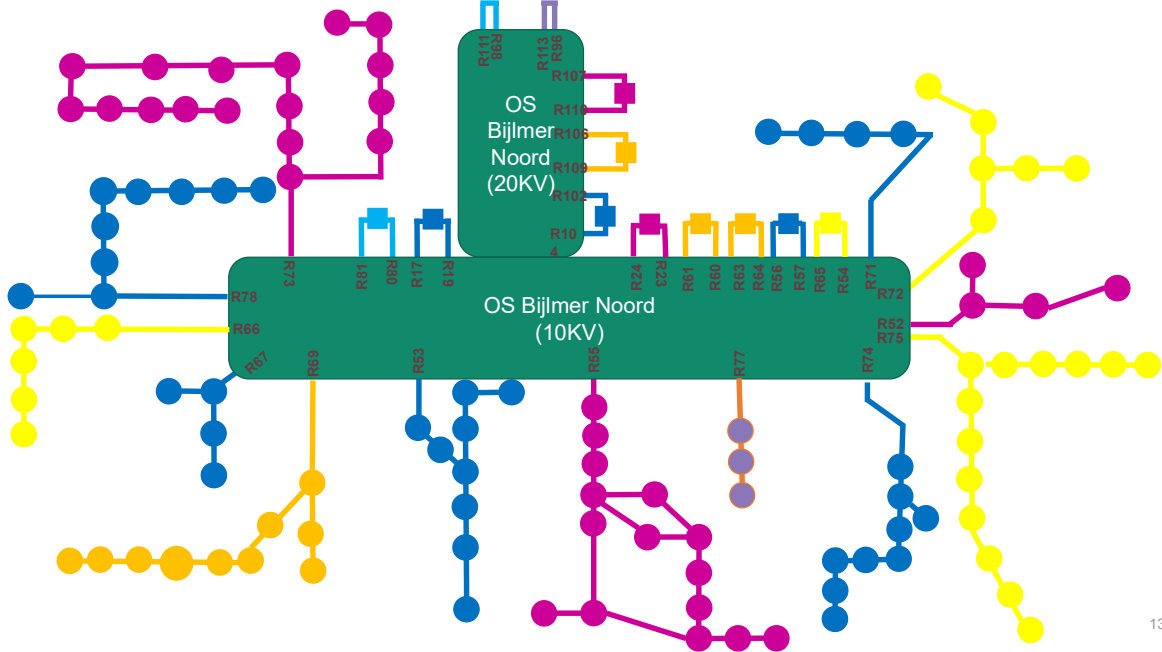 R111
R98
R113
R96
R107
R118
R106
R109
R102
R10
4
OS
Bijlmer
Noord
(20KV)
R73
R81
R80
R17
R19
R24
R23
R61
R60
R63
R64
R56
R57
R65
R54
R71
R72
R78
R66
OS Bijlmer Noord
(10KV)
R52
R75
R67
R69
R53
R55
R77
R74
13